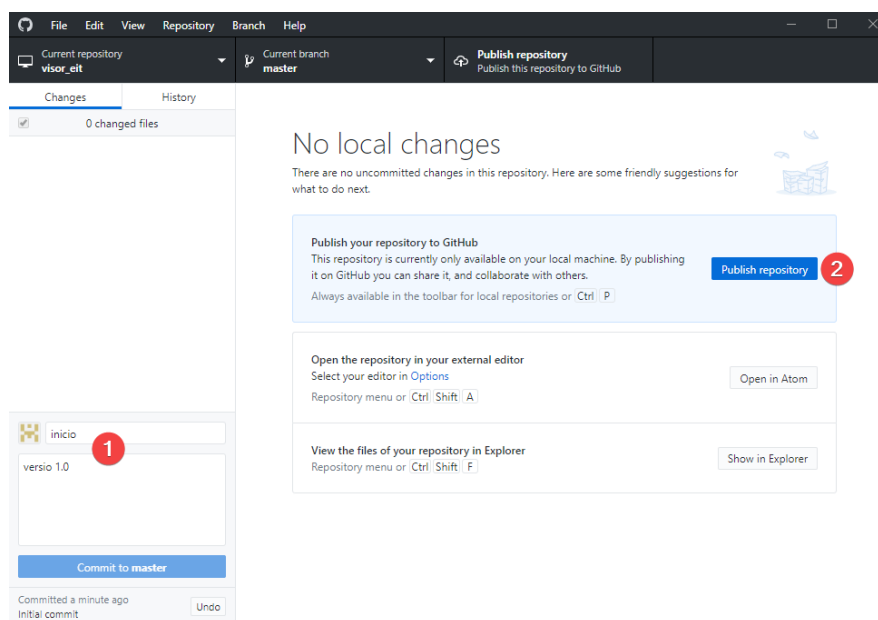 File Edit View Repository Branch Help
Current repository
visor_eit
Current branch
master
Publish repository
Publish this repository to GitHub
Changes History
0 changed files
No local changes
There are no uncommitted changes in this repository. Here are some friendly suggestions for
what to do next.
Publish your repository to GitHub
This repository is currently only available on your local machine. By publishing
it on GitHub you can share it, and collaborate with others.
Always available in the toolbar for local repositories or Ctrl P
Publish repository
2
Open the repository in your external editor
Select your editor in Options
Repository menu or Ctrl Shift A
Open in Atom
View the files of your repository in Explorer
Repository menu or Ctrl Shift F
Show in Explorer
inicio
1
versio 1.0
Commit to master
Committed a minute ago
Initial commit
Undo